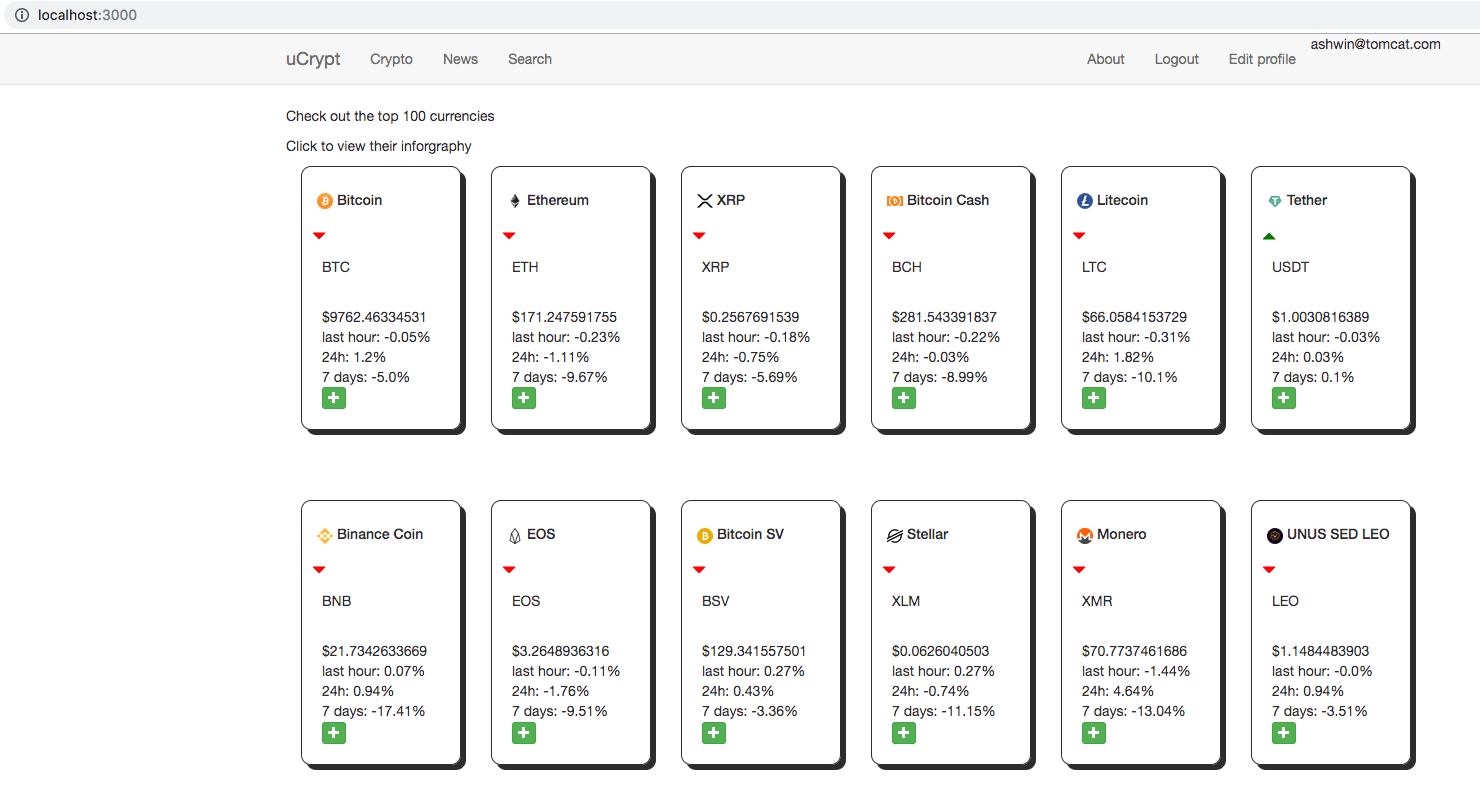 localhost:3000
uCrypt Crypto News Search About Logout Edit profile ashwin@tomcat.com
Check out the top 100 currencies
Click to view their inforgraphy
Bitcoin
BTC
$9762.46334531
last hour: -0.05%
24h: 1.2%
7 days: -5.0%
Ethereum
ETH
$171.247591755
last hour: -0.23%
24h: -1.11%
7 days: -9.67%
XRP
XRP
$0.2567691539
last hour: -0.18%
24h: -0.75%
7 days: -5.69%
Bitcoin Cash
BCH
$281.543391837
last hour: -0.22%
24h: -0.03%
7 days: -8.99%
Litecoin
LTC
$66.0584153729
last hour: -0.31%
24h: 1.82%
7 days: -10.1%
Tether
USDT
$1.0030816389
last hour: -0.03%
24h: 0.03%
7 days: 0.1%
Binance Coin
BNB
$21.7342633669
last hour: 0.07%
24h: 0.94%
7 days: -17.41%
EOS
EOS
$3.2648936316
last hour: -0.11%
24h: -1.76%
7 days: -9.51%
Bitcoin SV
BSV
$129.341557501
last hour: 0.27%
24h: 0.43%
7 days: -3.36%
Stellar
XLM
$0.0626040503
last hour: 0.27%
24h: -0.74%
7 days: -11.15%
Monero
XMR
$70.7737461686
last hour: -1.44%
24h: 4.64%
7 days: -13.04%
UNUS SED LEO
LEO
$1.1484483903
last hour: -0.0%
24h: 0.94%
7 days: -3.51%